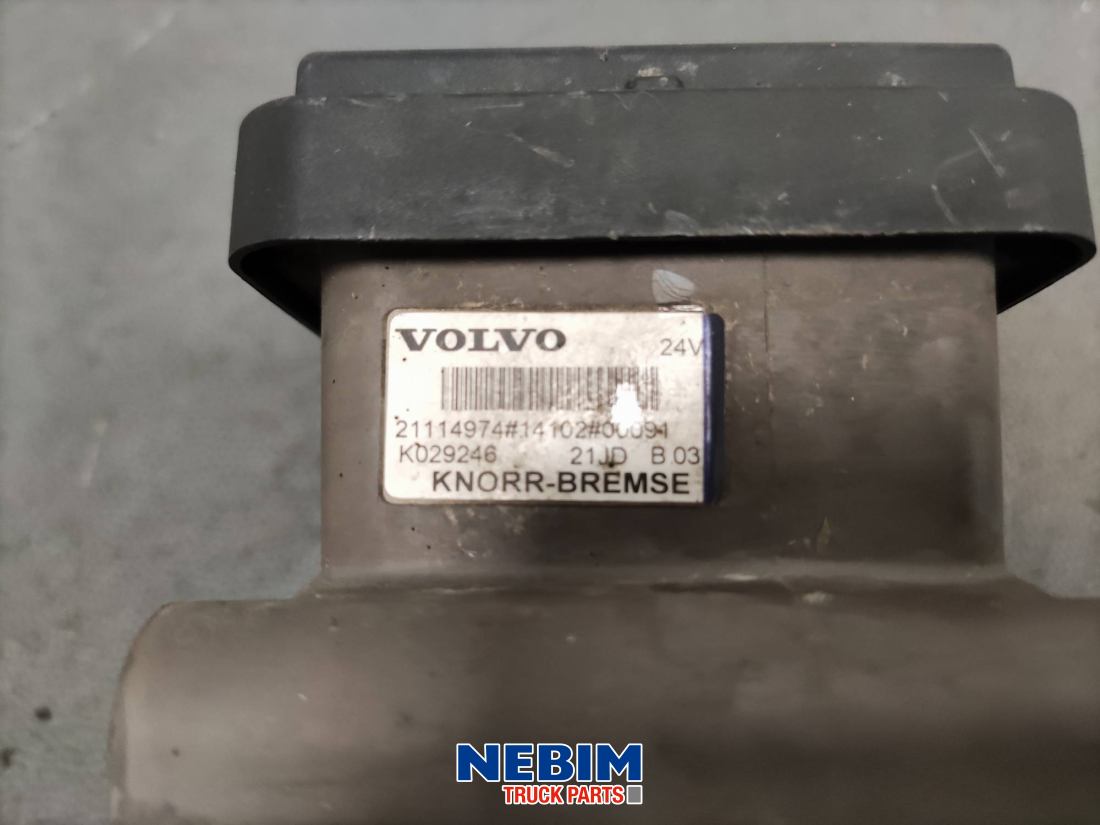 VOLVO 24V
21114974#14102#00091
K029246 21JD B 03
KNORR-BREMSE
NEBIM
TRUCK PARTS